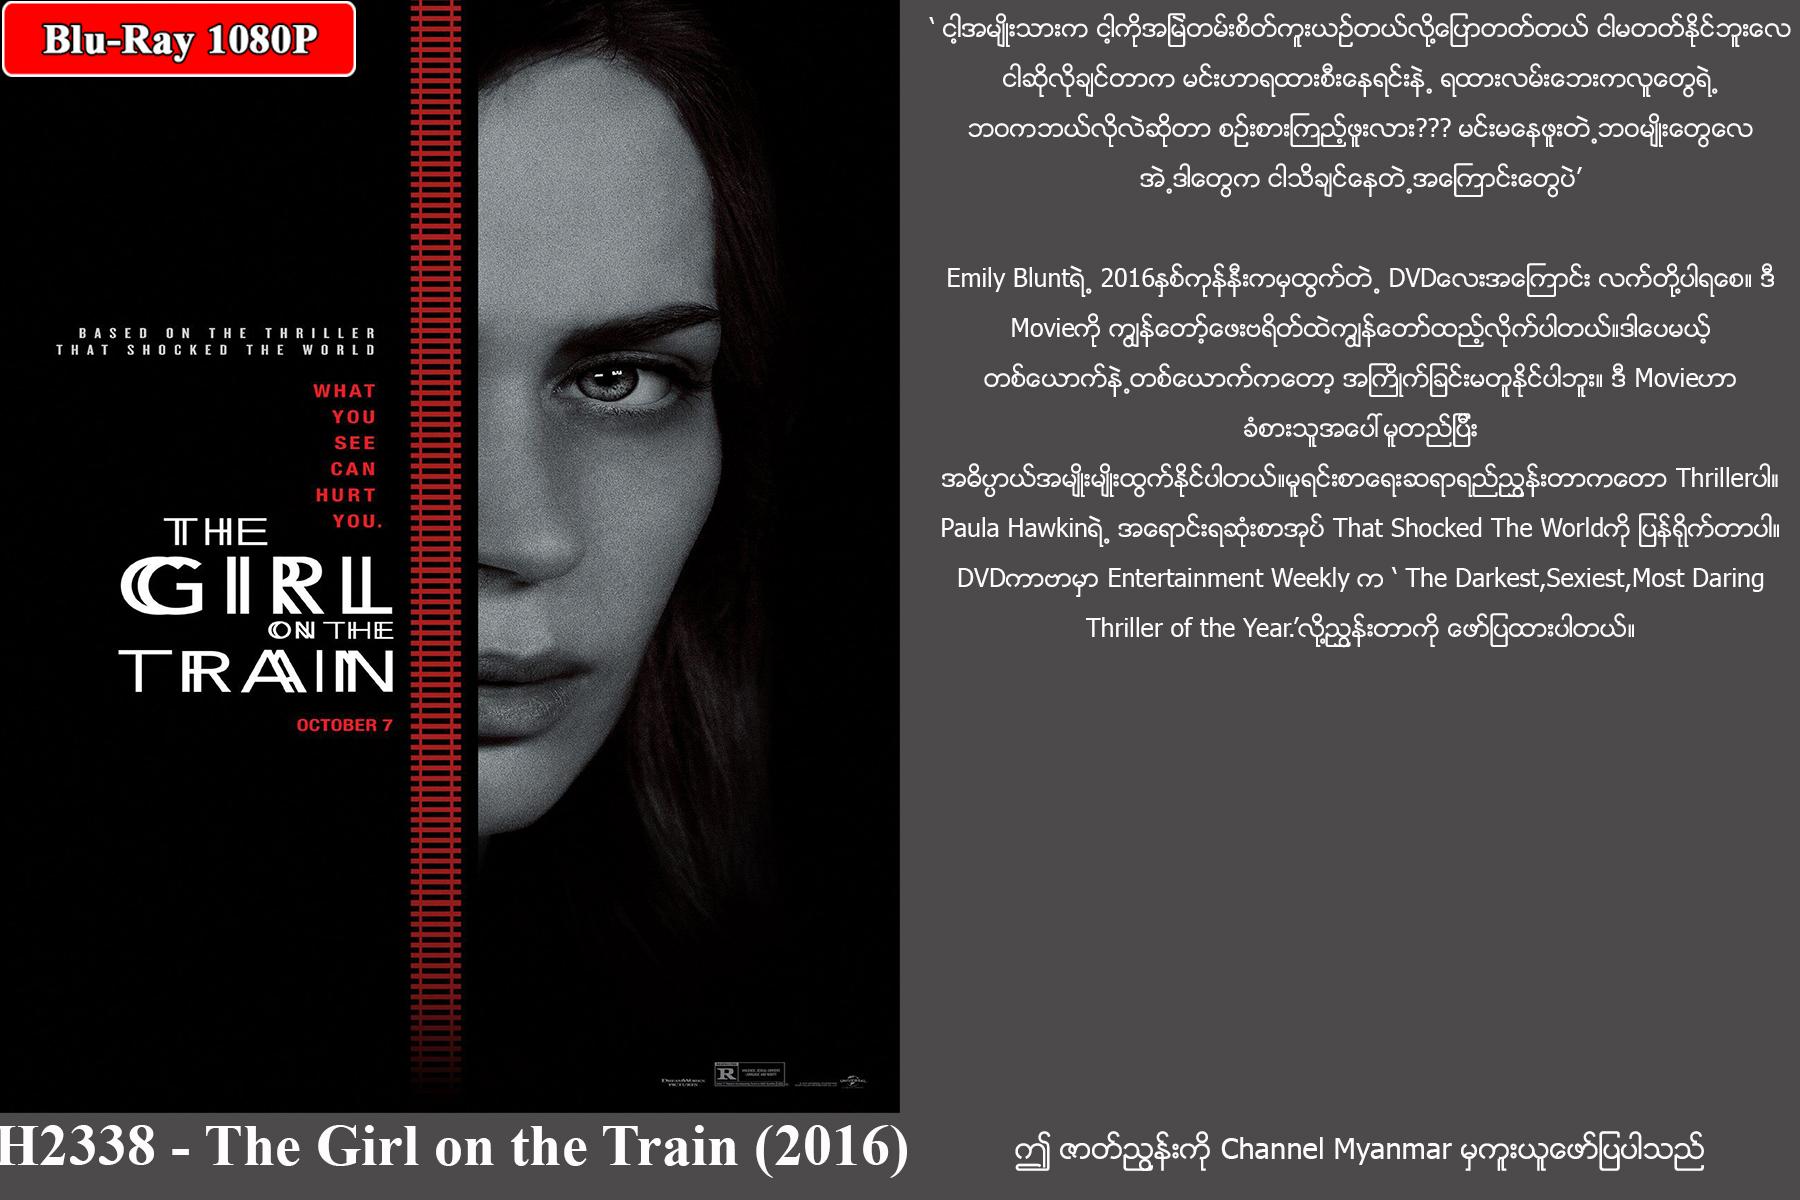 Blu-Ray 1080P
BASED ON THE THRILLER
THAT SHOCKED THE WORLD
WHAT
YOU
SEE
CAN
HURT
YOU.
THE
GIRL
ON THE
TRAIN
OCTOBER 7
DREAMWORKS
PICTURES
R
UNIVERSAL
H2338 - The Girl on the Train (2016)
‘ ငါ့အမျိုးသားက ငါ့ကိုအမြဲတမ်းစိတ်ကူးယဉ်တယ်လို့ပြောတတ်တယ် ငါမတတ်နိုင်ဘူးလေ
ငါဆိုလိုချင်တာက မင်းဟာရထားစီးနေရင်းနဲ့ ရထားလမ်းဘေးကလူတွေရဲ့
ဘဝကဘယ်လိုလဲဆိုတာ စဉ်းစားကြည့်ဖူးလား??? မင်းမနေဖူးတဲ့ဘဝမျိုးတွေလေ
အဲ့ဒါတွေက ငါသိချင်နေတဲ့အကြောင်းတွေပဲ’
Emily Bluntရဲ့ 2016နှစ်ကုန်နီးကမှထွက်တဲ့ DVDလေးအကြောင်း လက်တို့ပါရစေ။ ဒီ
Movieကို ကျွန်တော့်ဖေးဗရိတ်ထဲကျွန်တော်ထည့်လိုက်ပါတယ်။ဒါပေမယ့်
တစ်ယောက်နဲ့တစ်ယောက်ကတော့ အကြိုက်ခြင်းမတူနိုင်ပါဘူး။ ဒီ Movieဟာ
ခံစားသူအပေါ်မူတည်ပြီး
အဓိပ္ပာယ်အမျိုးမျိုးထွက်နိုင်ပါတယ်။မူရင်းစာရေးဆရာရည်ညွှန်းတာကတော Thrillerပါ။
Paula Hawkinရဲ့ အရောင်းရဆုံးစာအုပ် That Shocked The Worldကို ပြန်ရိုက်တာပါ။
DVDကာဗာမှာ Entertainment Weekly က ‘ The Darkest,Sexiest,Most Daring
Thriller of the Year.’လို့ညွှန်းတာကို ဖော်ပြထားပါတယ်။
ဤ ဇာတ်ညွှန်းကို Channel Myanmar မှကူးယူဖော်ပြပါသည်